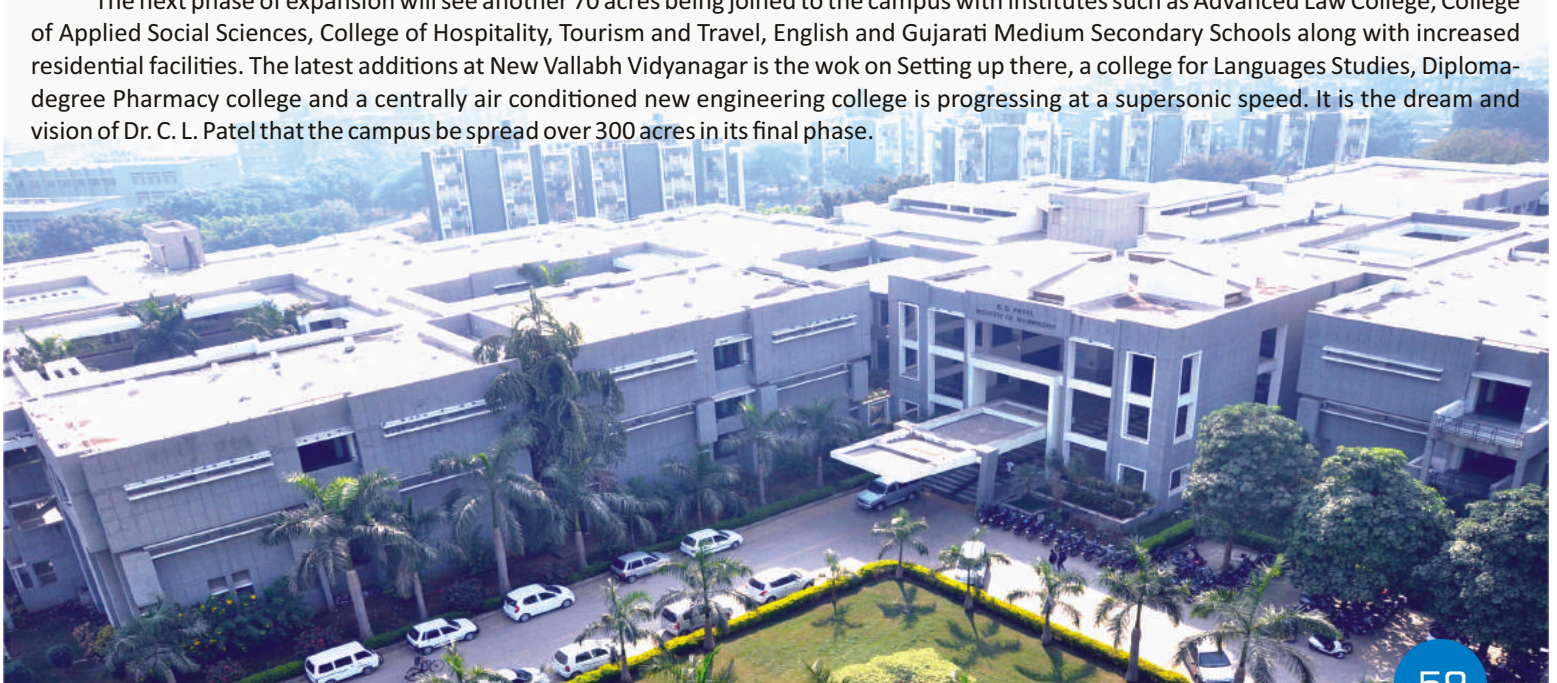 The next phase of expansion will see another 70 acres being joined to the campus with institutes such as Advanced Law College, College
of Applied Social Sciences, College of Hospitality, Tourism and Travel, English and Gujarati Medium Secondary Schools along with increased
residential facilities. The latest additions at New Vallabh Vidyanagar is the wok on Setting up there, a college for Languages Studies, Diploma-
degree Pharmacy college and a centrally air conditioned new engineering college is progressing at a supersonic speed. It is the dream and
vision of Dr. C. L. Patel that the campus be spread over 300 acres in its final phase.
PATEL
INSTITUTE OF TECHNOLOGY